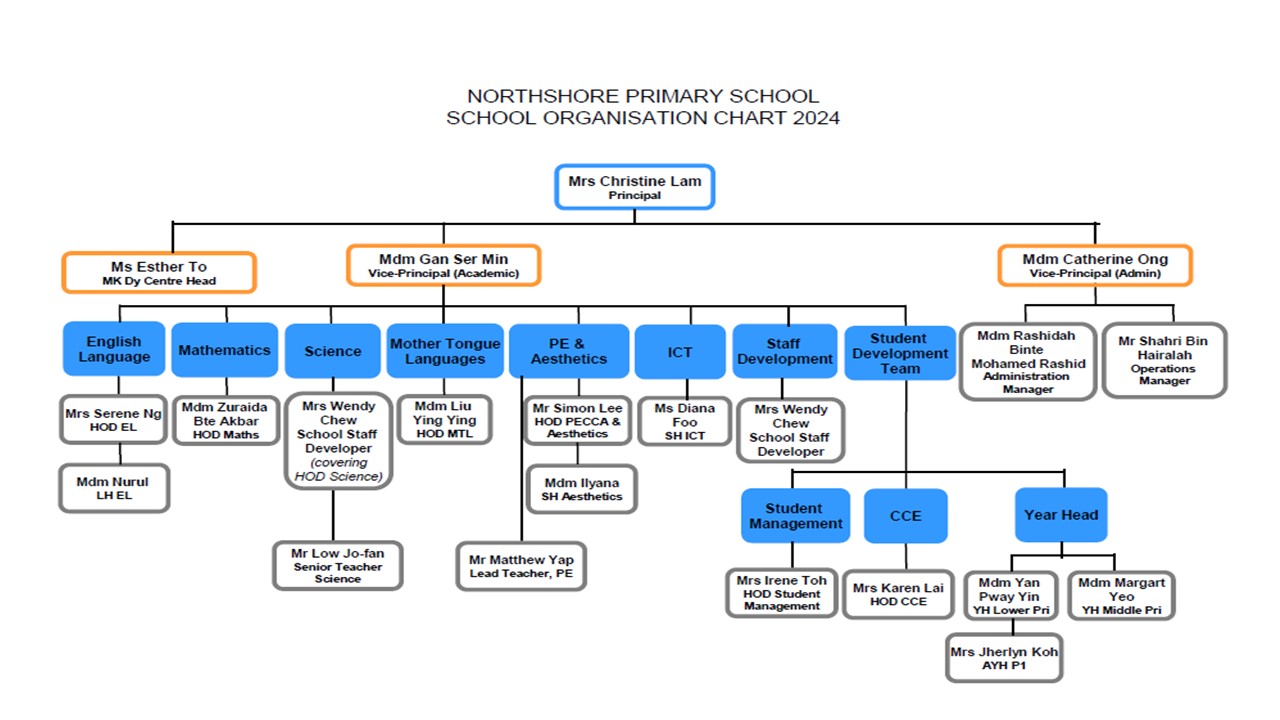 NORTHSHORE PRIMARY SCHOOL
SCHOOL ORGANISATION CHART 2024
Mrs Christine Lam
Principal
Ms Esther To
MK Dy Centre Head
Mdm Gan Ser Min
Vice-Principal (Academic)
Mdm Catherine Ong
Vice-Principal (Admin)
English
Language
Mathematics
Science
Mother Tongue
Languages
PE &
Aesthetics
ICT
Staff
Development
Student
Development
Team
Mdm Rashidah
Binte
Mohamed Rashid
Administration
Manager
Mr Shahri Bin
Hairalah
Operations
Manager
Mrs Serene Ng
HOD EL
Mdm Zuraida
Bte Akbar
HOD Maths
Mrs Wendy
Chew
School Staff
Developer
(covering
HOD Science)
Mdm Liu
Ying Ying
HOD MTL
Mr Simon Lee
HOD PECCA &
Aesthetics
Ms Diana
Foo
SH ICT
Mrs Wendy
Chew
School Staff
Developer
Mdm Nurul
LH EL
Mdm Ilyana
SH Aesthetics
Student
Management
CCE
Year Head
Mr Low Jo-fan
Senior Teacher
Science
Mr Matthew Yap
Lead Teacher, PE
Mrs Irene Toh
HOD Student
Management
Mrs Karen Lai
HOD CCE
Mdm Yan
Pway Yin
YH Lower Pri
Mdm Margart
Yeo
YH Middle Pri
Mrs Jherlyn Koh
AYH P1